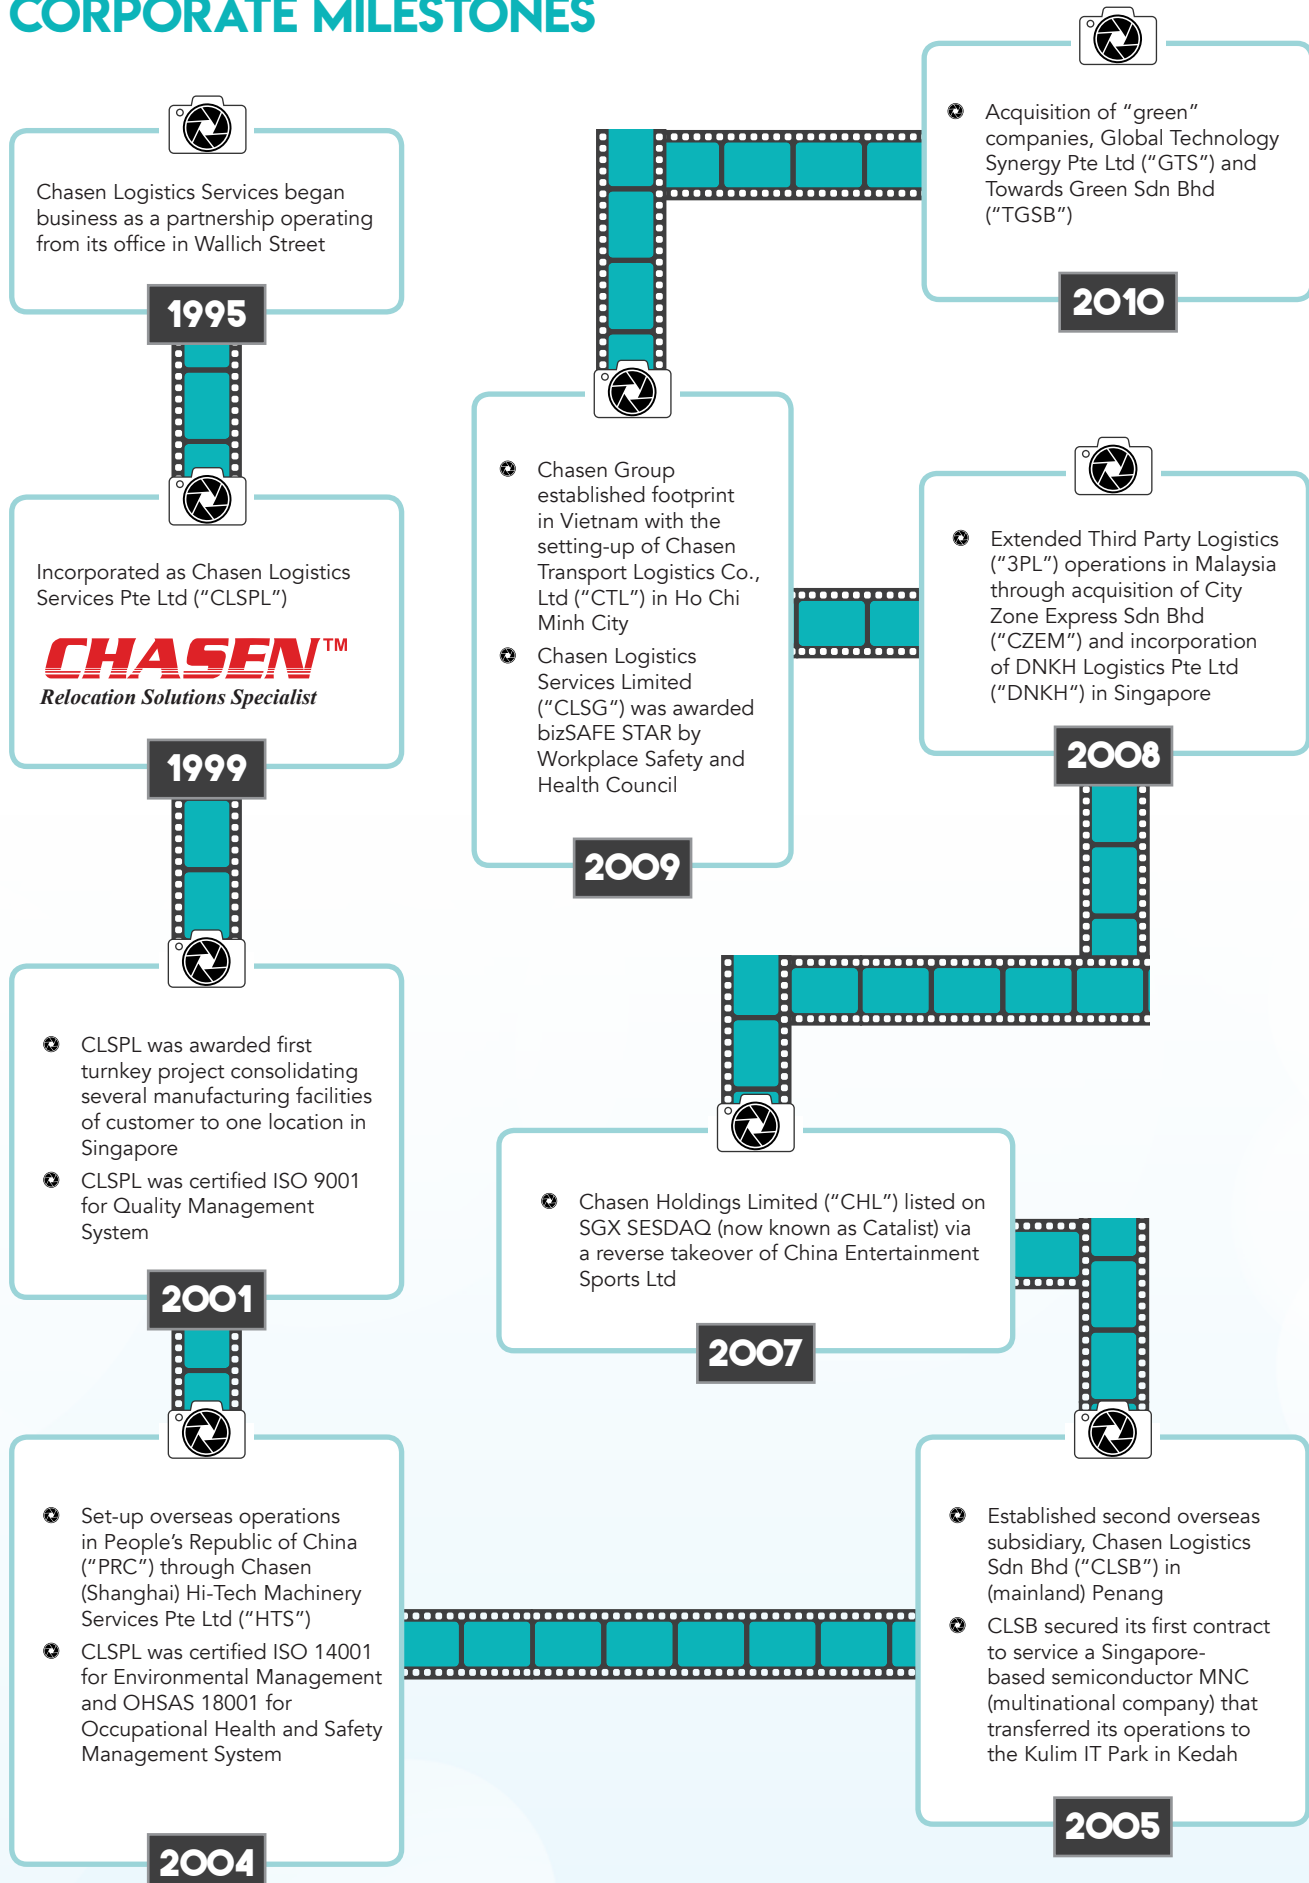 CORPORATE MILESTONES
Chasen Logistics Services began
business as a partnership operating
from its office in Wallich Street
1995
Incorporated as Chasen Logistics
Services Pte Ltd (“CLSPL”)
CHASEN™
Relocation Solutions Specialist
1999
CLSPL was awarded first
turnkey project consolidating
several manufacturing facilities
of customer to one location in
Singapore
CLSPL was certified ISO 9001
for Quality Management
System
2001
Set-up overseas operations
in People’s Republic of China
(“PRC”) through Chasen
(Shanghai) Hi-Tech Machinery
Services Pte Ltd (“HTS”)
CLSPL was certified ISO 14001
for Environmental Management
and OHSAS 18001 for
Occupational Health and Safety
Management System
2004
Established second overseas
subsidiary, Chasen Logistics
Sdn Bhd (“CLSB”) in
(mainland) Penang
CLSB secured its first contract
to service a Singapore-
based semiconductor MNC
(multinational company) that
transferred its operations to
the Kulim IT Park in Kedah
2005
Chasen Holdings Limited (“CHL”) listed on
SGX SESDAQ (now known as Catalist) via
a reverse takeover of China Entertainment
Sports Ltd
2007
Extended Third Party Logistics
(“3PL”) operations in Malaysia
through acquisition of City
Zone Express Sdn Bhd
(“CZEM”) and incorporation
of DNKH Logistics Pte Ltd
(“DNKH“) in Singapore
2008
Chasen Group
established footprint
in Vietnam with the
setting-up of Chasen
Transport Logistics Co.,
Ltd (“CTL”) in Ho Chi
Minh City
Chasen Logistics
Services Limited
(“CLSG”) was awarded
bizSAFE STAR by
Workplace Safety and
Health Council
2009
Acquisition of “green”
companies, Global Technology
Synergy Pte Ltd (“GTS”) and
Towards Green Sdn Bhd
(“TGSB”)
2010